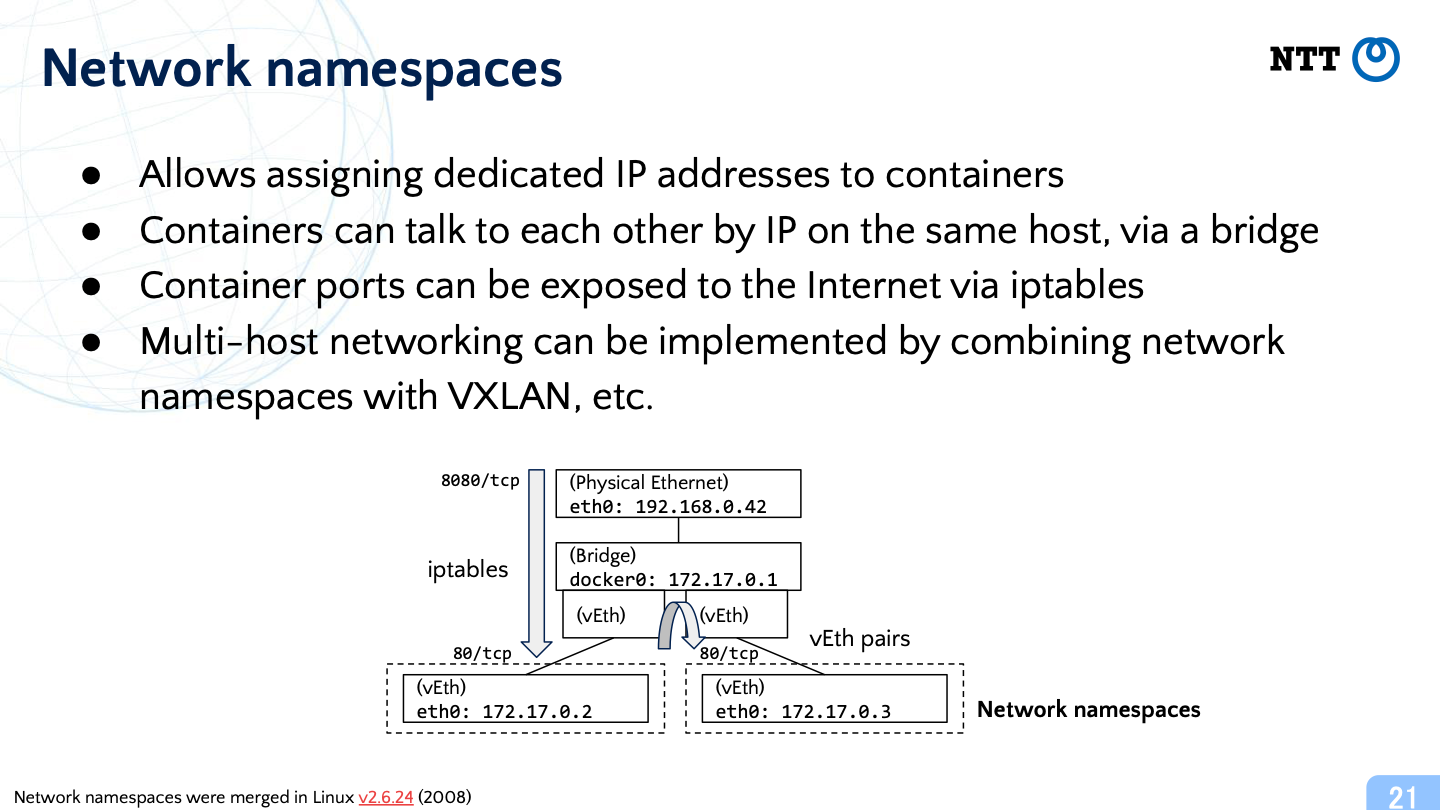 Network namespaces
NTT
● Allows assigning dedicated IP addresses to containers
● Containers can talk to each other by IP on the same host, via a bridge
● Container ports can be exposed to the Internet via iptables
● Multi-host networking can be implemented by combining network
namespaces with VXLAN, etc.
8080/tcp
(Physical Ethernet)
eth0: 192.168.0.42
iptables
(Bridge)
docker0: 172.17.0.1
(vEth)
(vEth)
vEth pairs
80/tcp
80/tcp
(vEth)
eth0: 172.17.0.2
(vEth)
eth0: 172.17.0.3
Network namespaces
Network namespaces were merged in Linux v2.6.24 (2008)
21